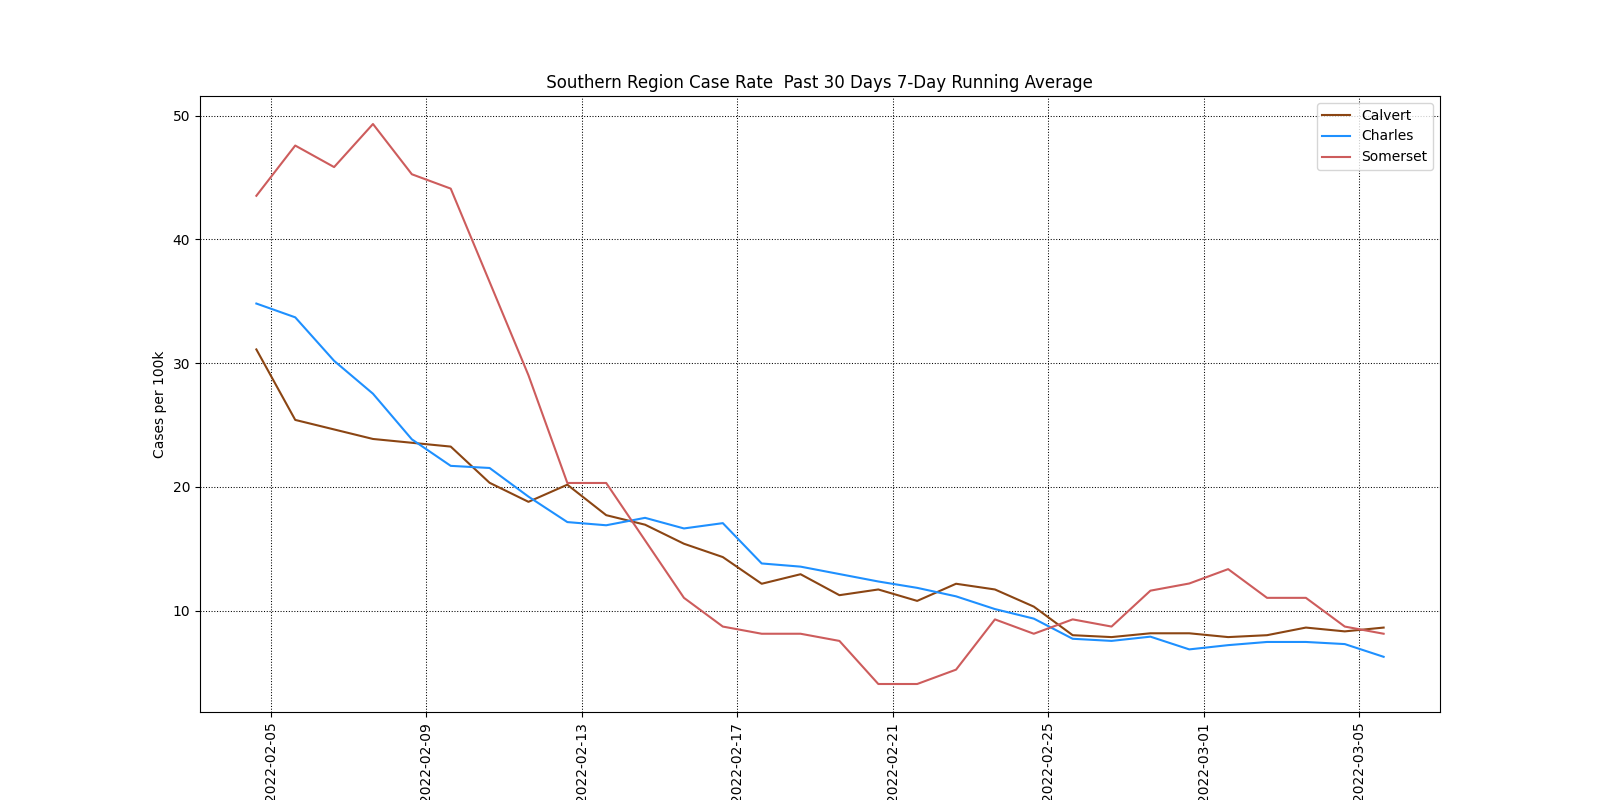 Southern Region Case Rate  Past 30 Days 7-Day Running Average
Cases per 100k
50
40
30
20
10
Calvert
Charles
Somerset
2022-02-05
2022-02-09
2022-02-13
2022-02-17
2022-02-21
2022-02-25
2022-03-01
2022-03-05